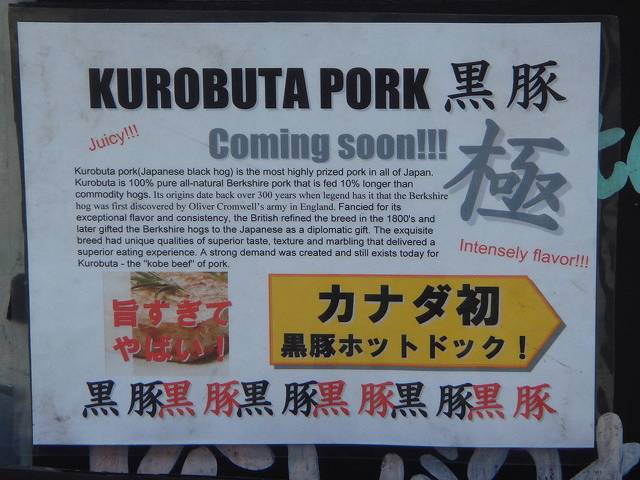 KUROBUTA PORK 黒豚
Juicy!!!
Coming soon!!!
極
Kurobuta pork(Japanese black hog) is the most highly prized pork in all of Japan.
Kurobuta is 100% pure all-natural Berkshire pork that is fed 10% longer than
commodity hogs. Its origins date back over 300 years when legend has it that the Berkshire
hog was first discovered by Oliver Cromwell's army in England. Fancied for its
exceptional flavor and consistency, the British refined the breed in the 1800's and
later gifted the Berkshire hogs to the Japanese as a diplomatic gift. The exquisite
breed had unique qualities of superior taste, texture and marbling that delivered a
superior eating experience. A strong demand was created and still exists today for
Kurobuta - the "kobe beef" of pork.
Intensely flavor!!!
旨すぎて
やばい！
カナダ初
黒豚ホットドック！
黒豚黒豚黒豚黒豚黒豚黒豚